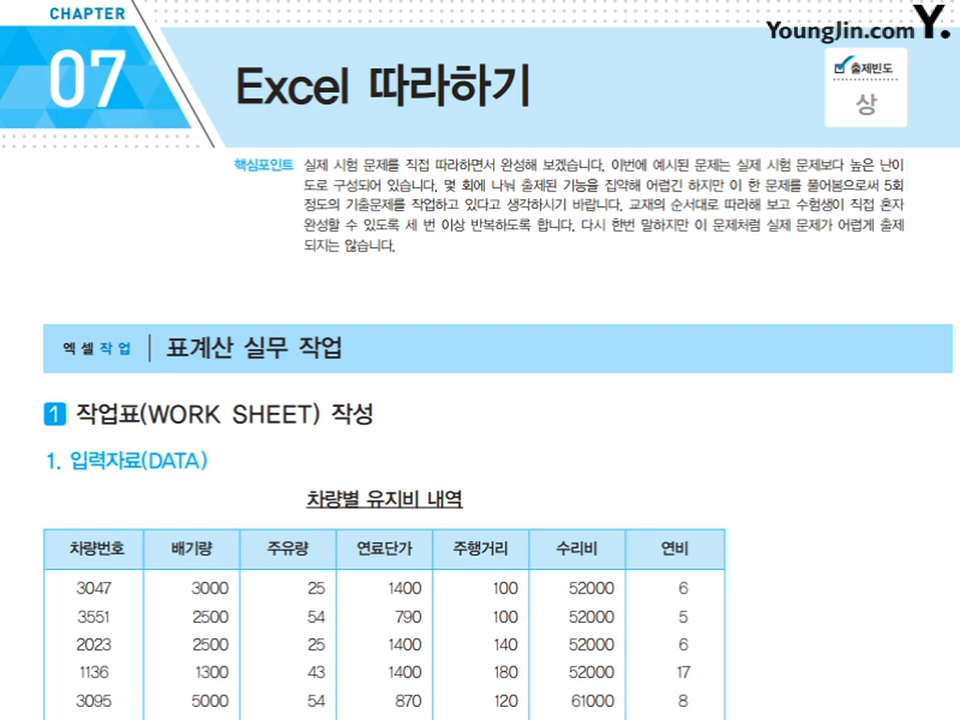 CHAPTER
07
Excel 따라하기
YoungJin.com Y.
출제빈도
상
핵심포인트 실제 시험 문제를 직접 따라하면서 완성해 보겠습니다. 이번에 예시된 문제는 실제 시험 문제보다 높은 난이
도로 구성되어 있습니다. 몇 회에 나눠 출제된 기능을 집약해 어렵긴 하지만 이 한 문제를 풀어봄으로써 5회
정도의 기출문제를 작업하고 있다고 생각하시기 바랍니다. 교재의 순서대로 따라해 보고 수험생이 직접 혼자
완성할 수 있도록 세 번 이상 반복하도록 합니다. 다시 한번 말하지만 이 문제처럼 실제 문제가 어렵게 출제
되지는 않습니다.
엑셀작업 표계산 실무 작업
1 작업표(WORK SHEET) 작성
1. 입력자료(DATA)
차량별 유지비 내역
차량번호 배기량 주유량 연료단가 주행거리 수리비 연비
3047 3000 25 1400 100 52000 6
3551 2500 54 790 100 52000 5
2023 2500 25 1400 140 52000 6
1136 1300 43 1400 180 52000 17
3095 5000 54 870 120 61000 8